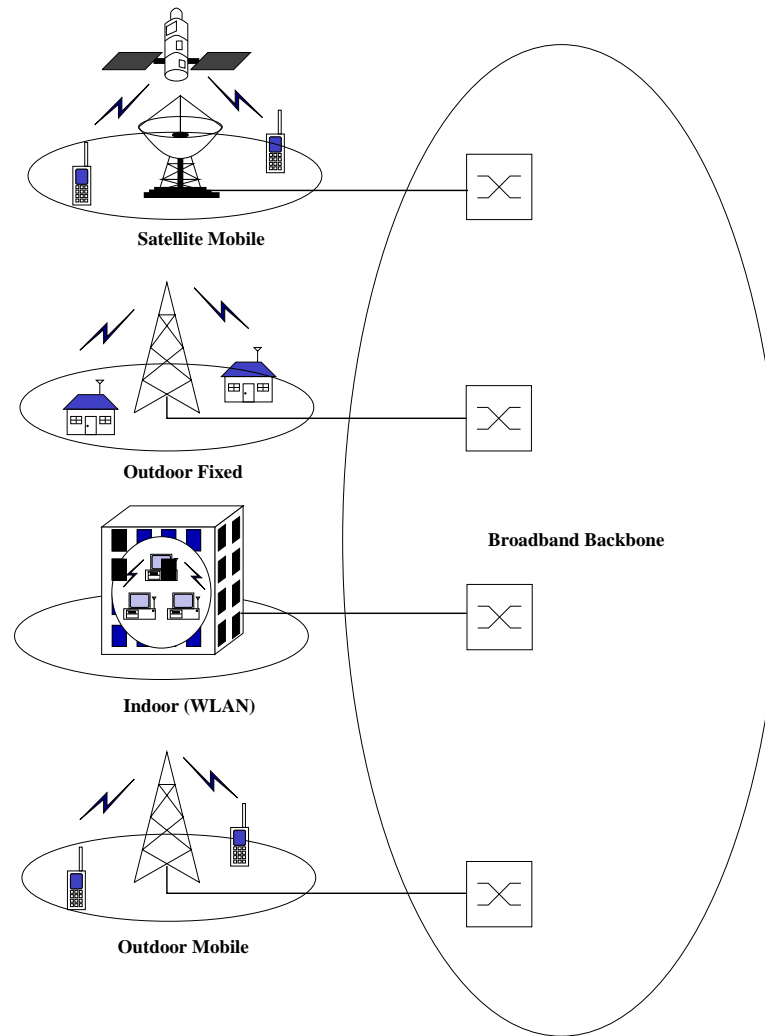 Satellite Mobile
Outdoor Fixed
Broadband Backbone
Indoor (WLAN)
Outdoor Mobile